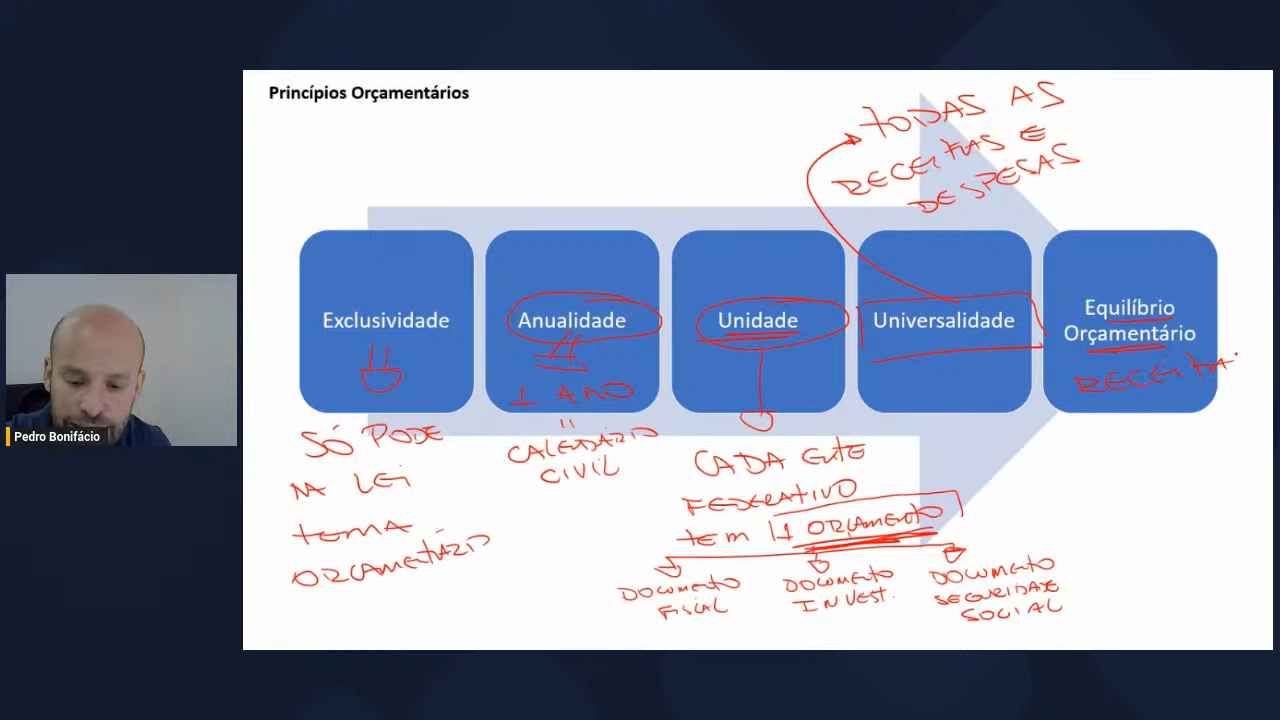 Princípios Orçamentários
TODAS AS
RECEITAS E
DESPESAS
Exclusividade
Anualidade
Unidade
Universalidade
Equilíbrio
Orçamentário
RECEITA
1 ANO
CALENDÁRIO
CIVIL
SÓ PODE
NA LEI
TEMA
ORÇAMENTÁRIO
CADA ENTE
FEDERATIVO
TEM 1 ORÇAMENTO
DOCUMENTO
FISCAL
DOCUMENTO
INVEST.
DOCUMENTO
SEGURIDADE
SOCIAL
Pedro Bonifácio